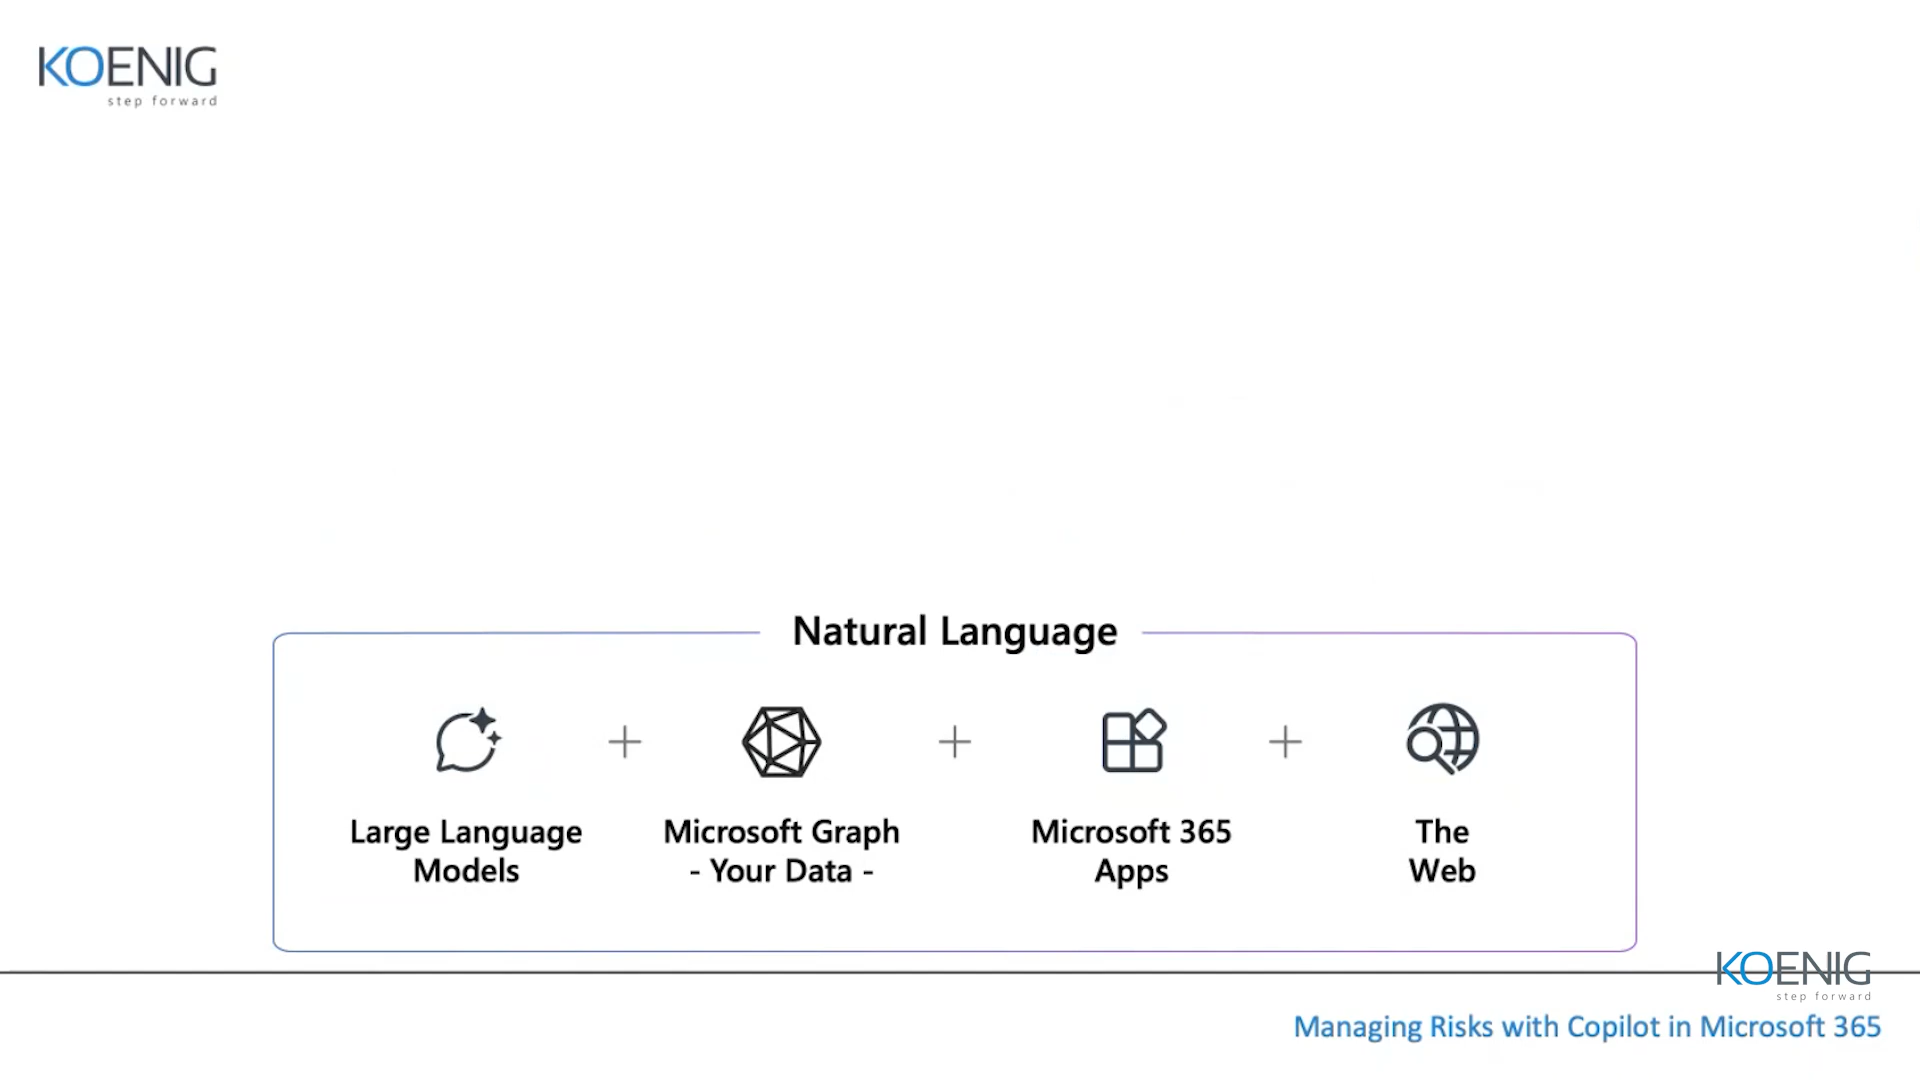 KOENIG
step forward
Natural Language
Large Language
Models
Microsoft Graph
- Your Data -
Microsoft 365
Apps
The
Web
KOENIG
step forward
Managing Risks with Copilot in Microsoft 365